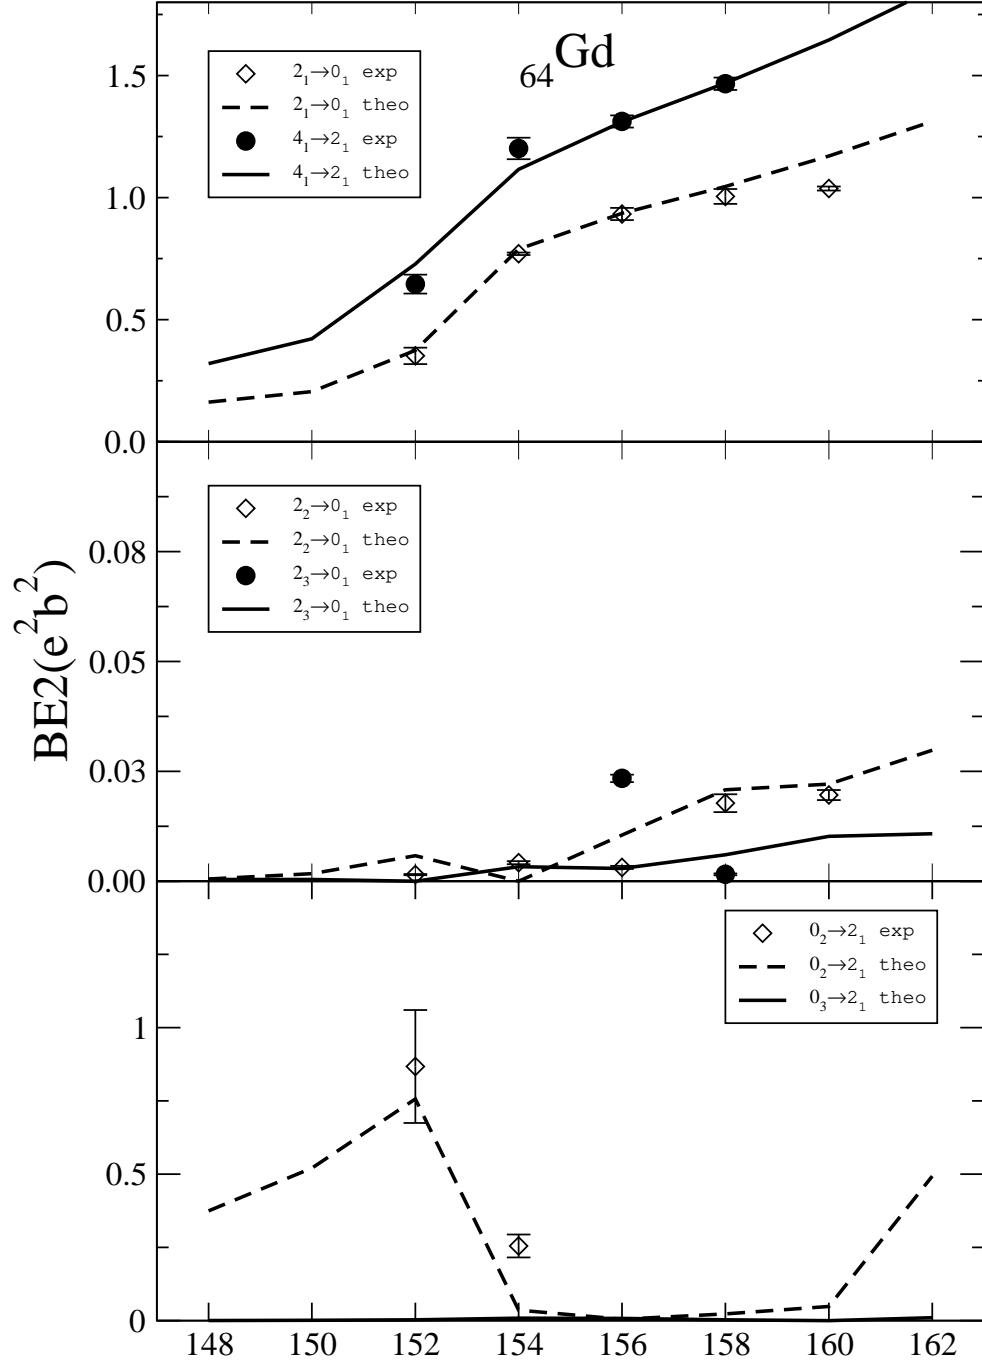 ₆₄Gd
1.5
1.0
0.5
0.0
2₁→0₁ exp
2₁→0₁ theo
4₁→2₁ exp
4₁→2₁ theo
BE2(e²b²)
0.08
0.05
0.03
0.00
2₂→0₁ exp
2₂→0₁ theo
2₃→0₁ exp
2₃→0₁ theo
1
0.5
0
0₂→2₁ exp
0₂→2₁ theo
0₃→2₁ theo
148 150 152 154 156 158 160 162